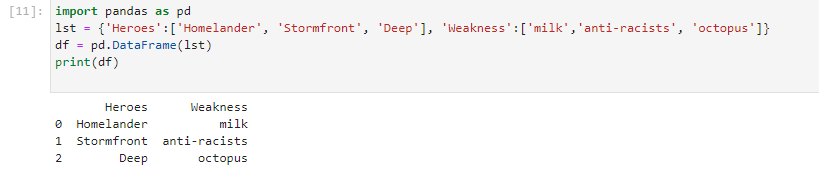 [11]: import pandas as pd
lst = {'Heroes':['Homelander', 'Stormfront', 'Deep'], 'Weakness':['milk','anti-racists', 'octopus']}
df = pd.DataFrame(lst)
print(df)
Heroes Weakness
0 Homelander milk
1 Stormfront anti-racists
2 Deep octopus